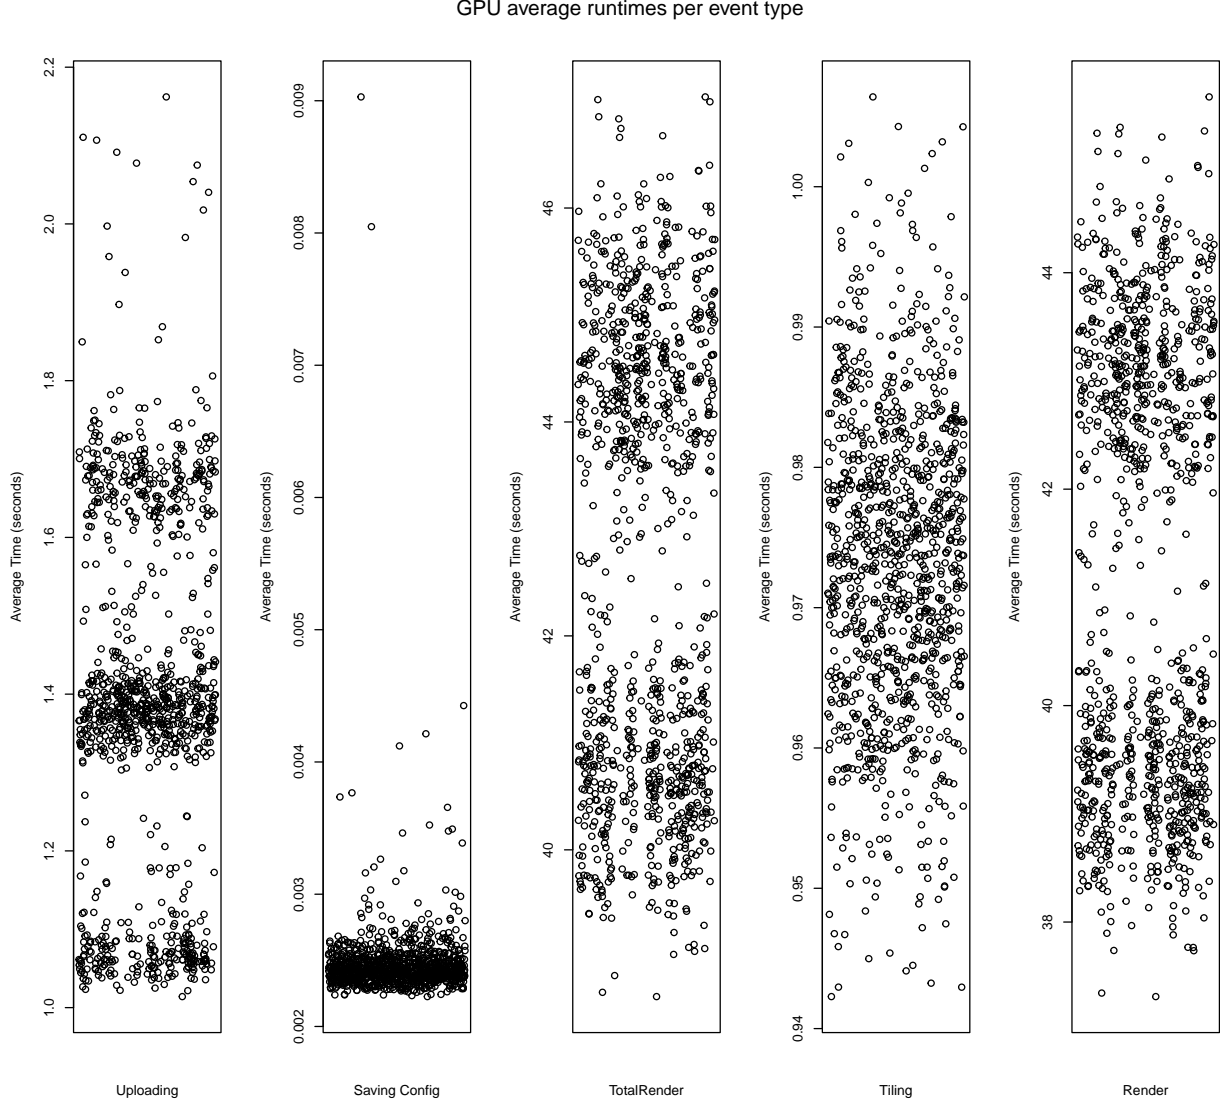 GPU average runtimes per event type
Average Time (seconds)
1.0 1.2 1.4 1.6 1.8 2.0 2.2
Uploading
Average Time (seconds)
0.002 0.003 0.004 0.005 0.006 0.007 0.008 0.009
Saving Config
Average Time (seconds)
40 42 44 46
TotalRender
Average Time (seconds)
0.94 0.95 0.96 0.97 0.98 0.99 1.00
Tiling
Average Time (seconds)
38 40 42 44
Render